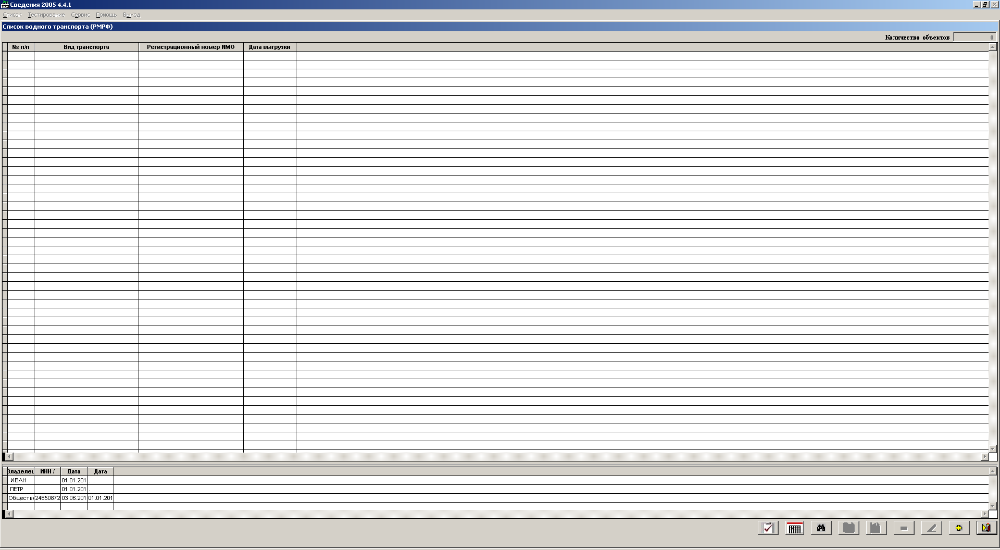 Сведения 2005 4.4.1
Список Тестирование Сервис Помощь Выход
Список водного транспорта (РМРФ)
Количество объектов 0
№ п/п Вид транспорта Регистрационный номер ИМО Дата выгрузки
Владелец ИНН / Дата Дата
ИВАН 01.01.201 . .
ПЕТР 01.01.201 . .
Обществ 24650872 03.06.201 01.01.201